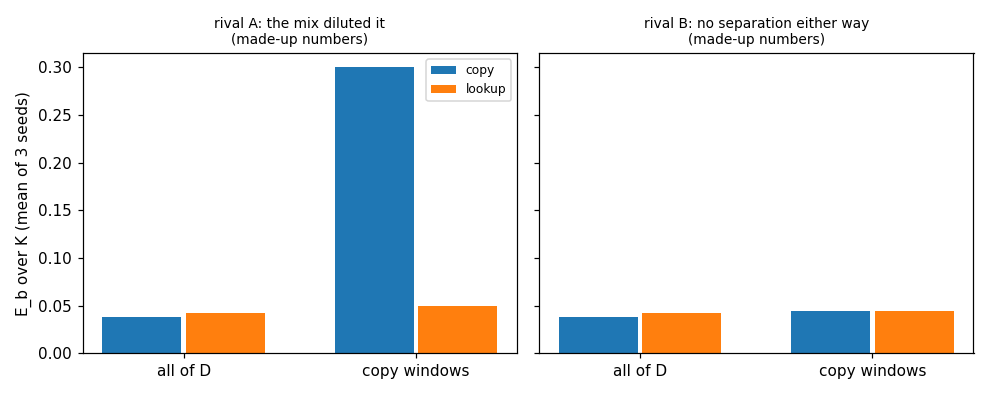 rival A: the mix diluted it
(made-up numbers)
rival B: no separation either way
(made-up numbers)
E_b over K (mean of 3 seeds)
0.30
0.25
0.20
0.15
0.10
0.05
0.00
copy
lookup
all of D
copy windows
all of D
copy windows